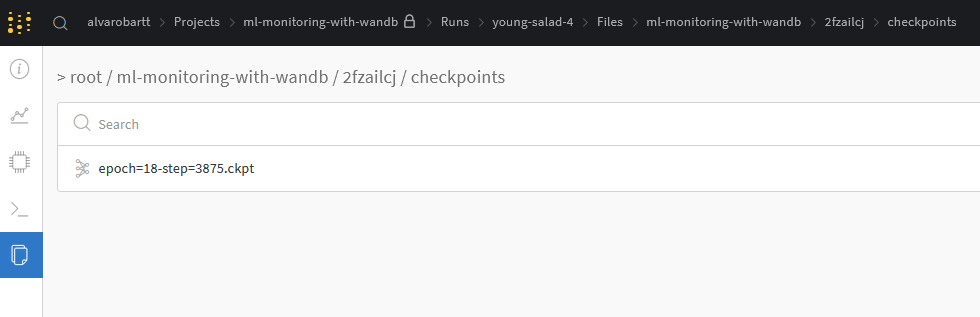 alvarobartt > Projects > ml-monitoring-with-wandb > Runs > young-salad-4 > Files > ml-monitoring-with-wandb > 2fzailcj > checkpoints
> root / ml-monitoring-with-wandb / 2fzailcj / checkpoints
Search
epoch=18-step=3875.ckpt